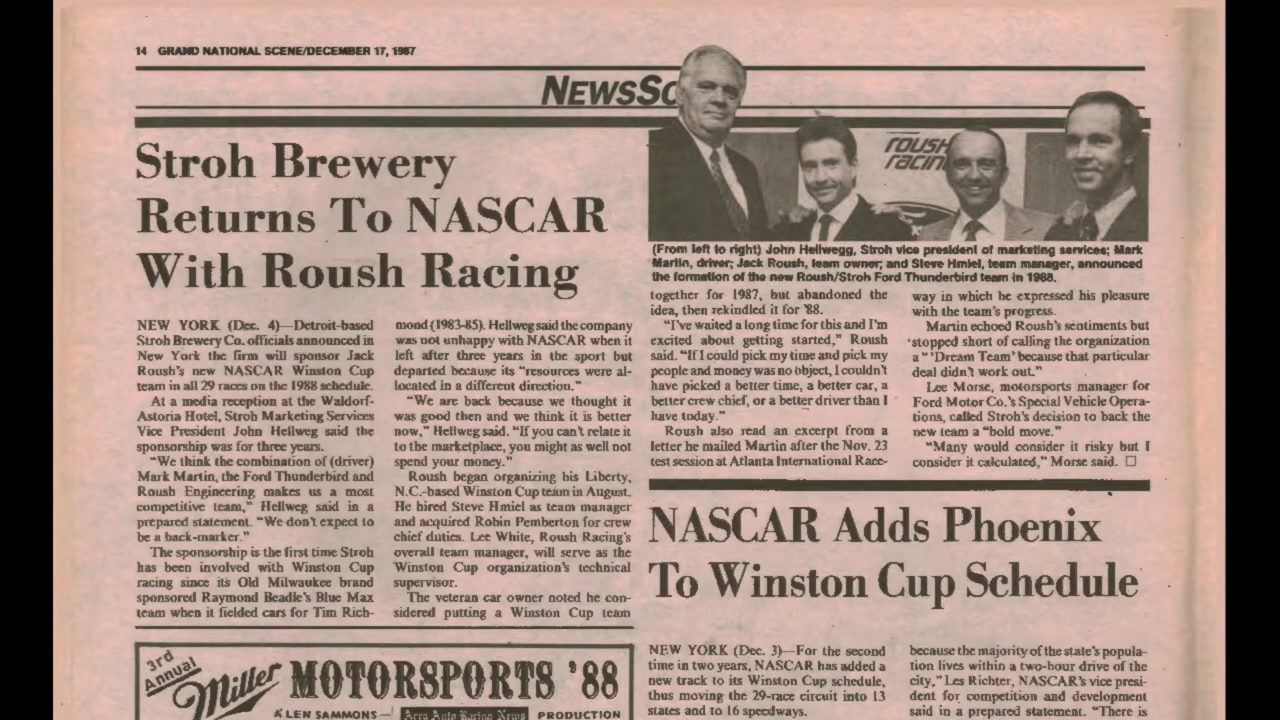 14 GRAND NATIONAL SCENE/DECEMBER 17, 1987
NEWSSC
Stroh Brewery
Returns To NASCAR
With Roush Racing
NEW YORK (Dec. 4)—Detroit-based
Stroh Brewery Co. officials announced in
New York the firm will sponsor Jack
Roush's new NASCAR Winston Cup
team in all 29 races on the 1988 schedule.
At a media reception at the Waldorf-
Astoria Hotel, Stroh Marketing Services
Vice President John Hellweg said the
sponsorship was for three years.
"We think the combination of (driver)
Mark Martin, the Ford Thunderbird and
Roush Engineering makes us a most
competitive team," Hellweg said in a
prepared statement. "We don't expect to
be a back-marker."
The sponsorship is the first time Stroh
has been involved with Winston Cup
racing since its Old Milwaukee brand
sponsored Raymond Beadle's Blue Max
team when it fielded cars for Tim Rich-
mond (1983-85). Hellweg said the company
was not unhappy with NASCAR when it
left after three years in the sport but
departed because its "resources were al-
located in a different direction."
"We are back because we thought it
was good then and we think it is better
now," Hellweg said. "If you can't relate it
to the marketplace, you might as well not
spend your money."
Roush began organizing his Liberty,
N.C.-based Winston Cup team in August.
He hired Steve Hmiel as team manager
and acquired Robin Pemberton for crew
chief duties. Lee White, Roush Racing's
overall team manager, will serve as the
Winston Cup organization's technical
supervisor.
The veteran car owner noted he con-
sidered putting a Winston Cup team
roush
racin
(From left to right) John Hellwegg, Stroh vice president of marketing services; Mark
Martin, driver; Jack Roush, team owner; and Steve Hmiel, team manager, announced
the formation of the new Roush/Stroh Ford Thunderbird team in 1988.
together for 1987, but abandoned the
idea, then rekindled it for '88.
"I've waited a long time for this and I'm
excited about getting started," Roush
said. "If I could pick my time and pick my
people and money was no object, I couldn't
have picked a better time, a better car, a
better crew chief, or a better driver than I
have today."
Roush also read an excerpt from a
letter he mailed Martin after the Nov. 23
test session at Atlanta International Race-
way in which he expressed his pleasure
with the team's progress.
Martin echoed Roush's sentiments but
stopped short of calling the organization
a "'Dream Team' because that particular
deal didn't work out."
Lee Morse, motorsports manager for
Ford Motor Co.'s Special Vehicle Opera-
tions, called Stroh's decision to back the
new team a "bold move."
"Many would consider it risky but I
consider it calculated," Morse said. □
NASCAR Adds Phoenix
To Winston Cup Schedule
NEW YORK (Dec. 3)—For the second
time in two years, NASCAR has added a
new track to its Winston Cup schedule,
thus moving the 29-race circuit into 13
states and to 16 speedways.
because the majority of the state's popula-
tion lives within a two-hour drive of the
city," Les Richter, NASCAR's vice presi-
dent for competition and development
said in a prepared statement. "There is
3rd
Annual
Miller
MOTORSPORTS '88
A LEN SAMMONS — Area Auto Racing News PRODUCTION